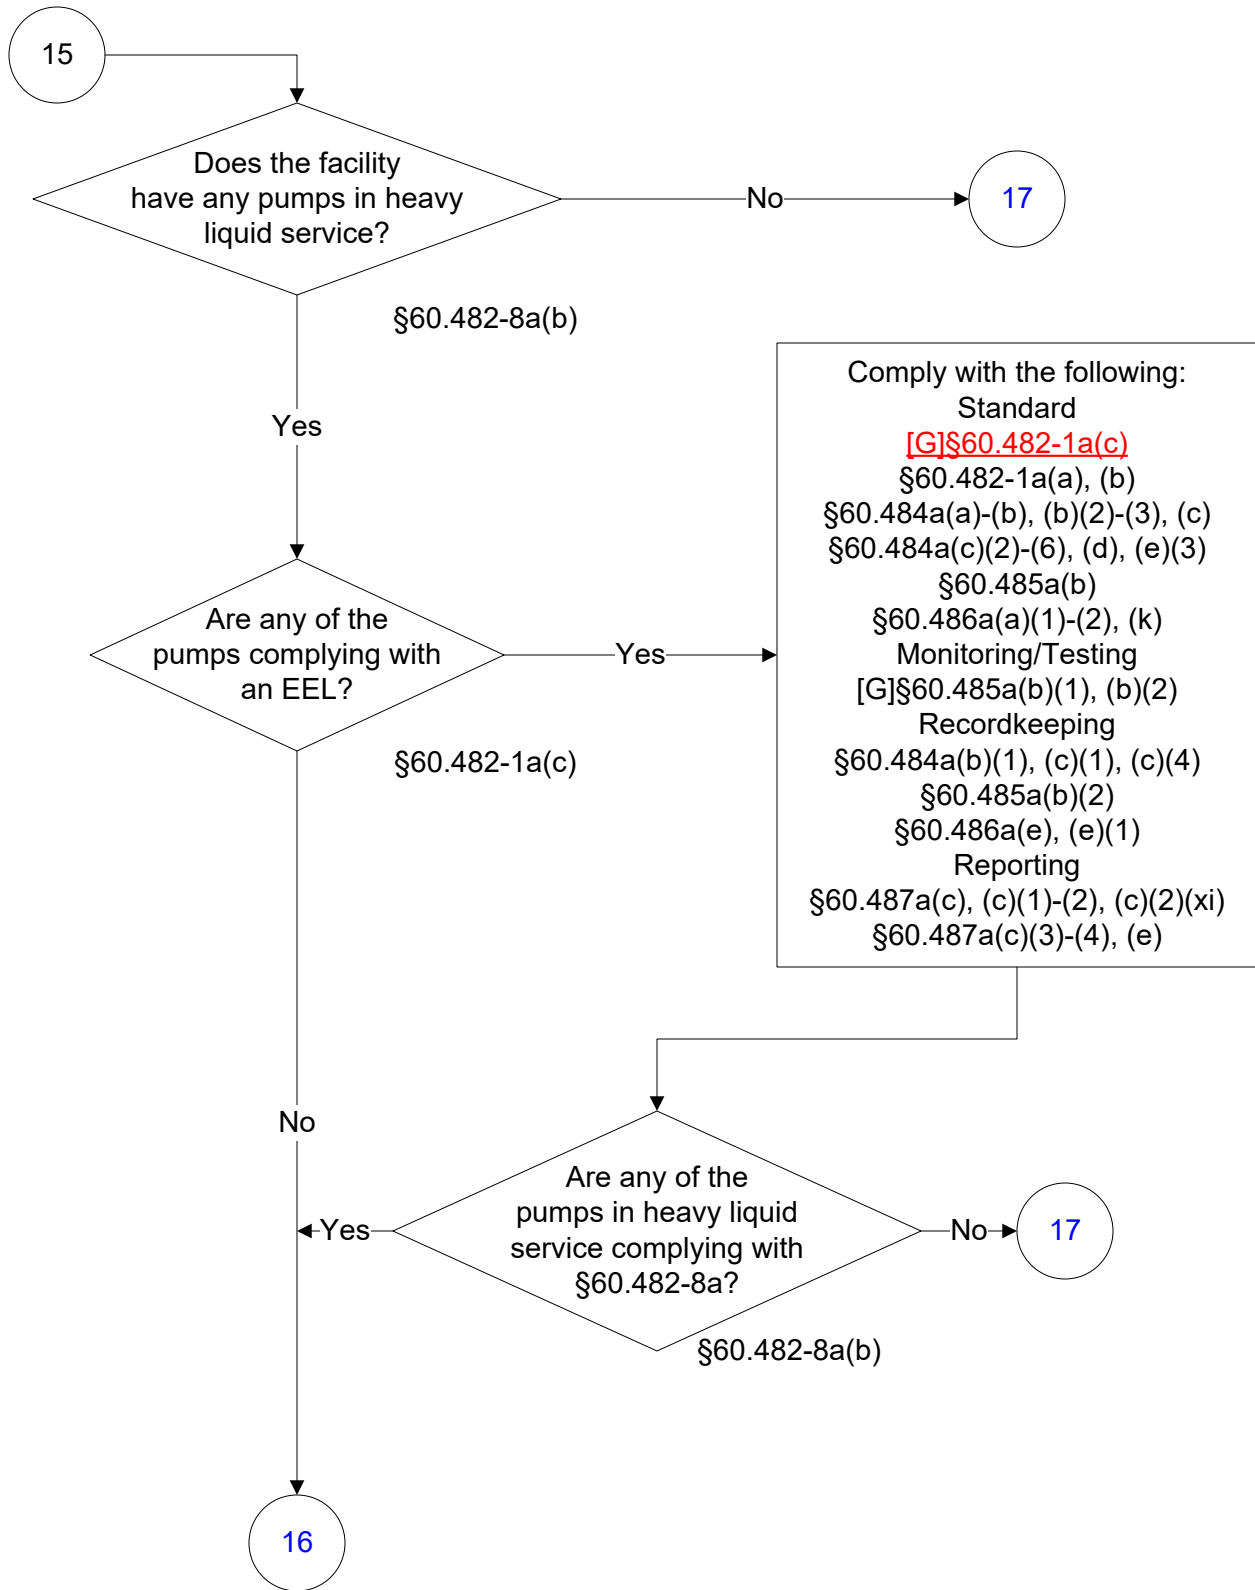 15
Does the facility
have any pumps in heavy
liquid service?
No
17
§60.482-8a(b)
Yes
Are any of the
pumps complying with
an EEL?
Yes
§60.482-1a(c)
Comply with the following:
Standard
[G]§60.482-1a(c)
§60.482-1a(a), (b)
§60.484a(a)-(b), (b)(2)-(3), (c)
§60.484a(c)(2)-(6), (d), (e)(3)
§60.485a(b)
§60.486a(a)(1)-(2), (k)
Monitoring/Testing
[G]§60.485a(b)(1), (b)(2)
Recordkeeping
§60.484a(b)(1), (c)(1), (c)(4)
§60.485a(b)(2)
§60.486a(e), (e)(1)
Reporting
§60.487a(c), (c)(1)-(2), (c)(2)(xi)
§60.487a(c)(3)-(4), (e)
No
Are any of the
pumps in heavy liquid
service complying with
§60.482-8a?
Yes
No
17
§60.482-8a(b)
16